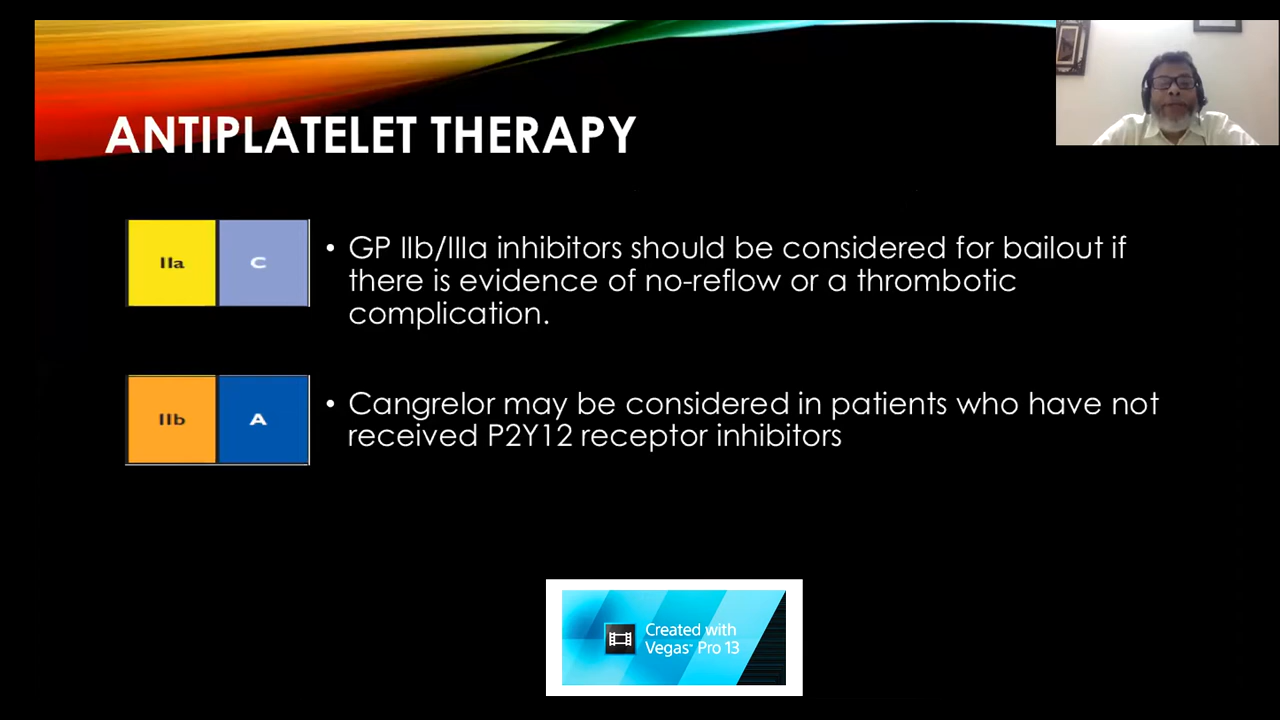 ANTIPLATELET THERAPY
IIa C
• GP IIb/IIIa inhibitors should be considered for bailout if
there is evidence of no-reflow or a thrombotic
complication.
IIb A
• Cangrelor may be considered in patients who have not
received P2Y12 receptor inhibitors
Created with
Vegas™ Pro 13